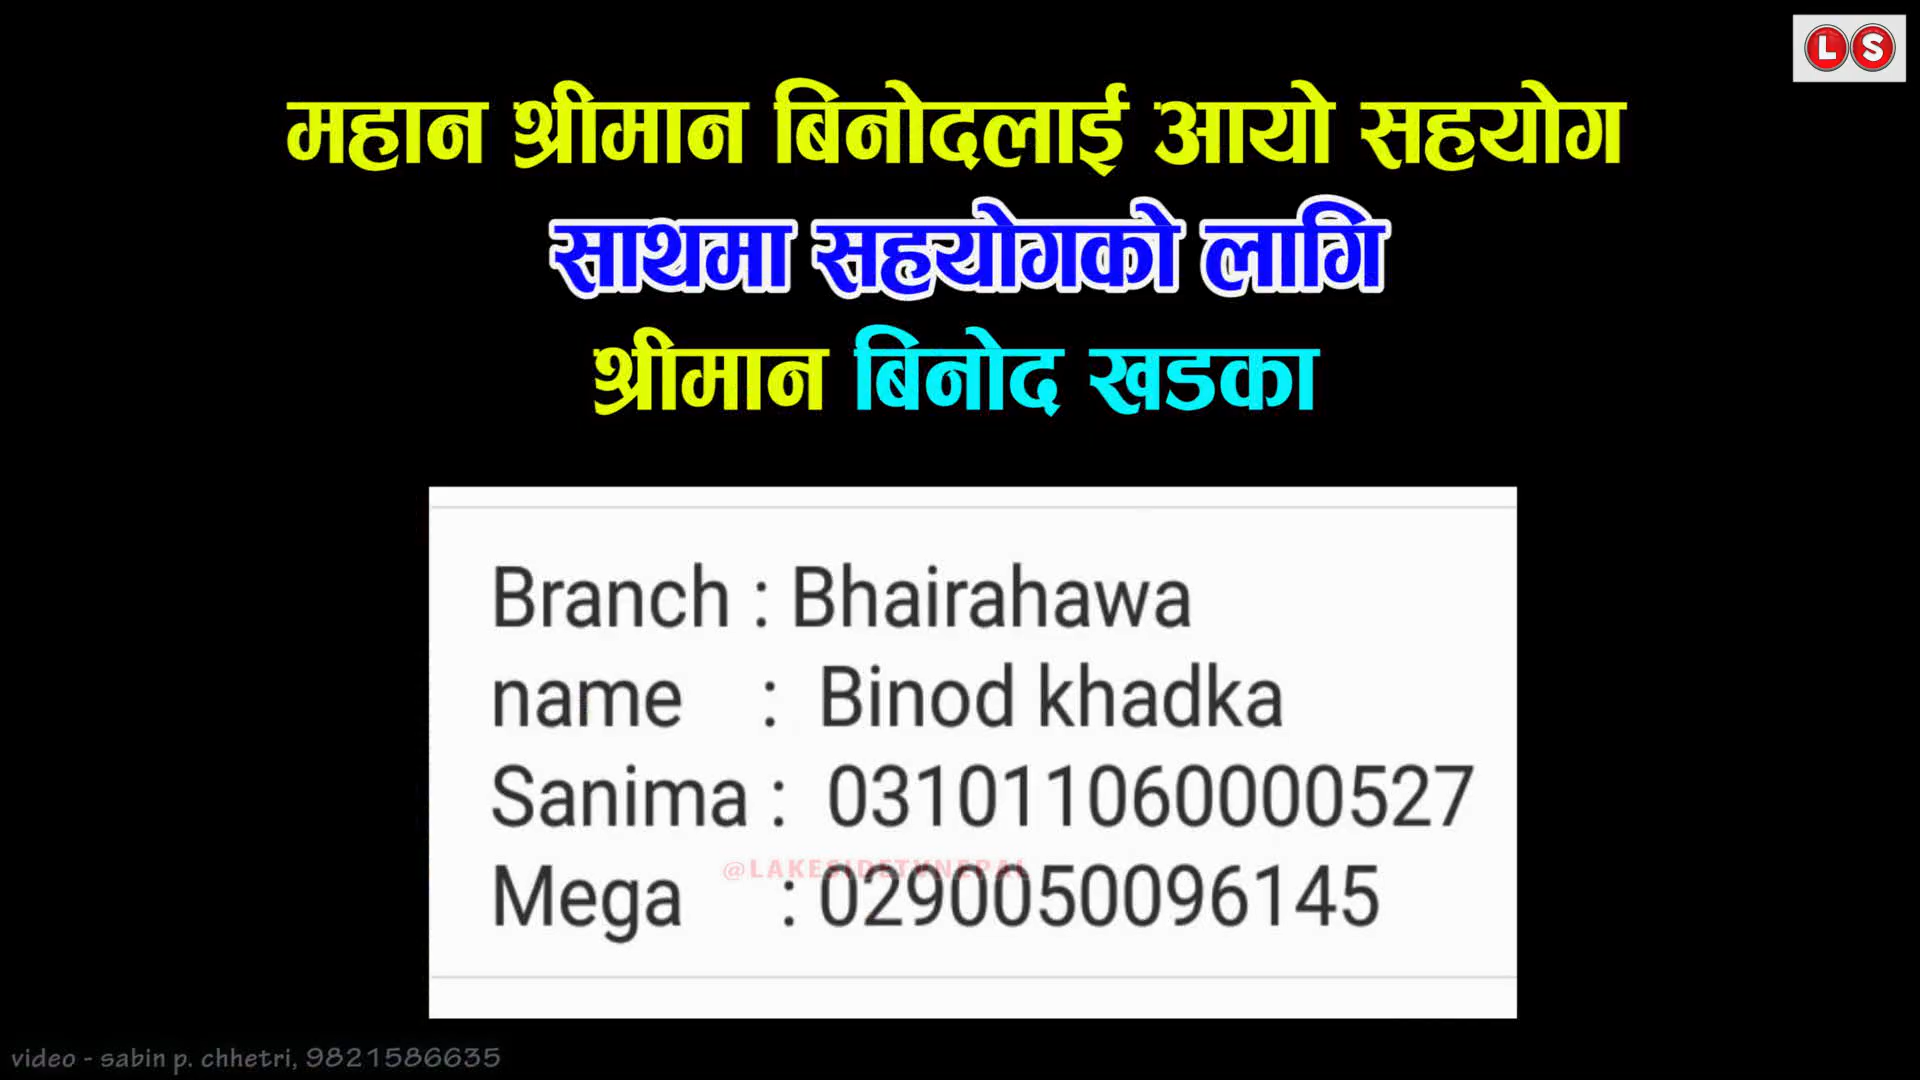 LS
महान श्रीमान बिनोदलाई आयो सहयोग
साथमा सहयोगको लागि
श्रीमान बिनोद खडका
Branch : Bhairahawa
name : Binod khadka
Sanima : 031011060000527
@LAKESIDETVNEPAL
Mega : 0290050096145
video - sabin p. chhetri, 9821586635